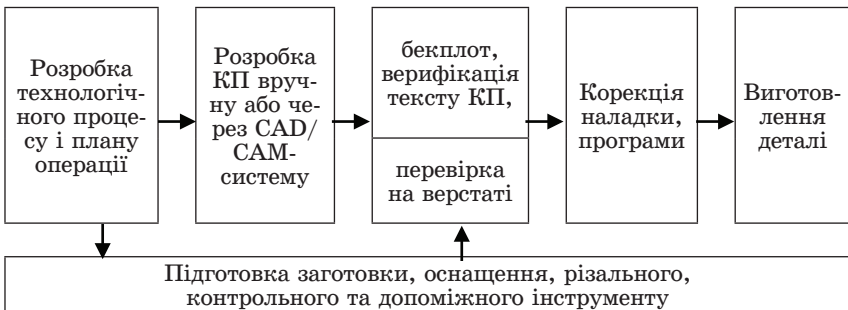 Розробка
технологіч-
ного проце-
су і плану
операції
Розробка
КП вруч-
ну або че-
рез CAD/
CAM-
систему
бекплот,
верифікація
тексту КП,
перевірка
на верстаті
Корекція
наладки,
програми
Виготов-
лення
деталі
Підготовка заготовки, оснащення, різального,
контрольного та допоміжного інструменту